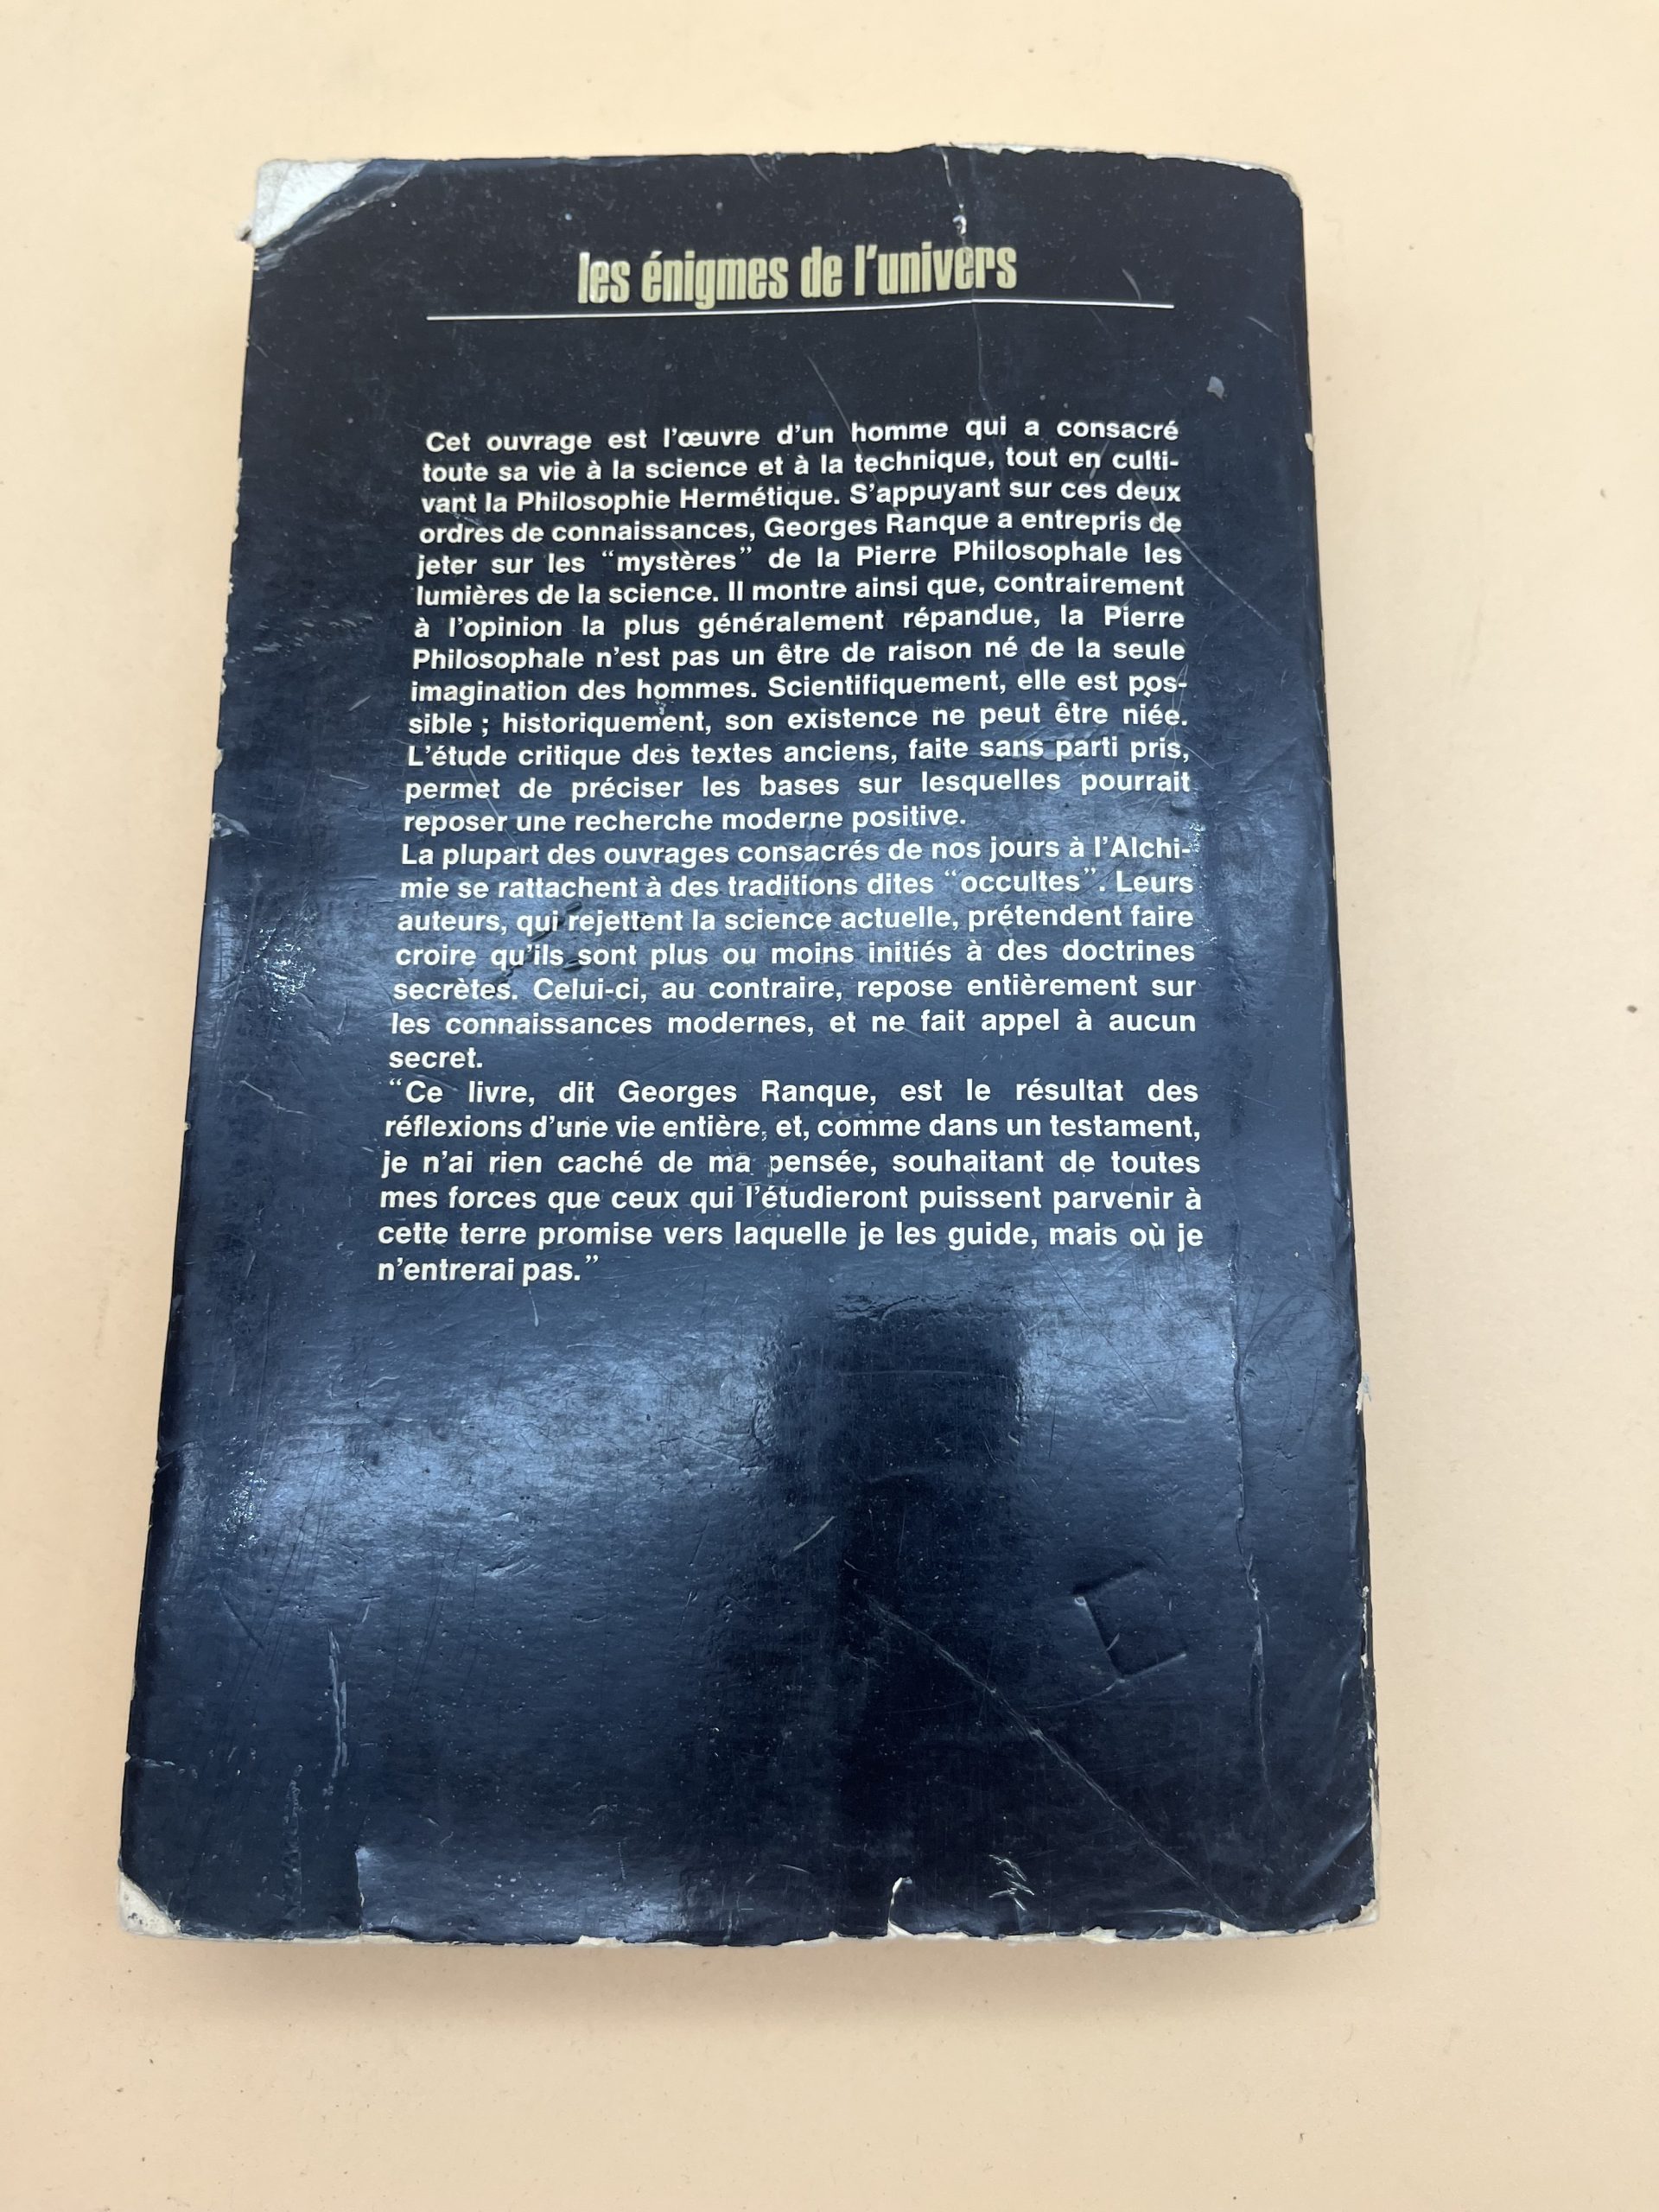 les énigmes de l'univers
Cet ouvrage est l'œuvre d'un homme qui a consacré
toute sa vie à la science et à la technique, tout en culti-
vant la Philosophie Hermétique. S'appuyant sur ces deux
ordres de connaissances, Georges Ranque a entrepris de
jeter sur les “mystères” de la Pierre Philosophale les
lumières de la science. Il montre ainsi que, contrairement
à l'opinion la plus généralement répandue, la Pierre
Philosophale n'est pas un être de raison né de la seule
imagination des hommes. Scientifiquement, elle est pos-
sible ; historiquement, son existence ne peut être niée.
L'étude critique des textes anciens, faite sans parti pris,
permet de préciser les bases sur lesquelles pourrait
reposer une recherche moderne positive.
La plupart des ouvrages consacrés de nos jours à l'Alchi-
mie se rattachent à des traditions dites “occultes”. Leurs
auteurs, qui rejettent la science actuelle, prétendent faire
croire qu'ils sont plus ou moins initiés à des doctrines
secrètes. Celui-ci, au contraire, repose entièrement sur
les connaissances modernes, et ne fait appel à aucun
secret.
“Ce livre, dit Georges Ranque, est le résultat des
réflexions d'une vie entière, et, comme dans un testament,
je n'ai rien caché de ma pensée, souhaitant de toutes
mes forces que ceux qui l'étudieront puissent parvenir à
cette terre promise vers laquelle je les guide, mais où je
n'entrerai pas.”